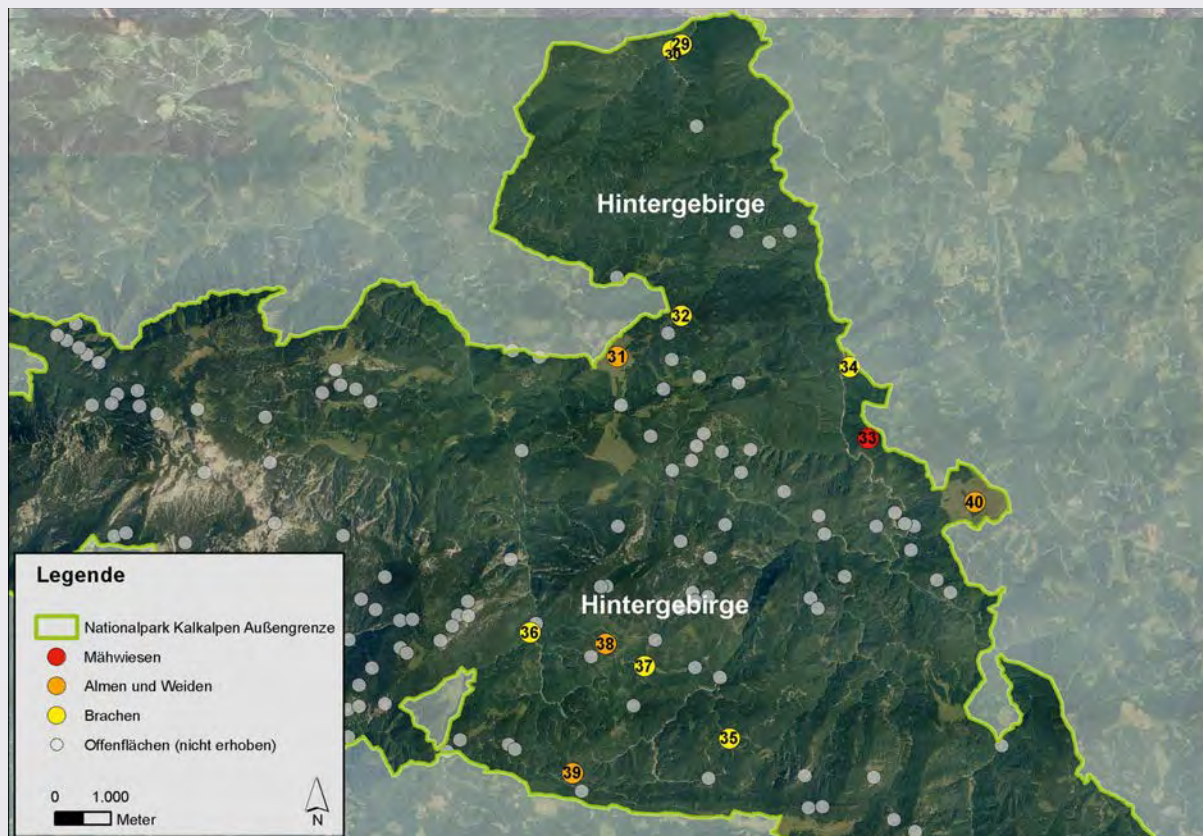 29
30
Hintergebirge
32
31
34
33
40
Hintergebirge
36
38
37
35
39
Legende
Nationalpark Kalkalpen Außengrenze
Mähwiesen
Almen und Weiden
Brachen
Offenflächen (nicht erhoben)
0 1.000
Meter
N